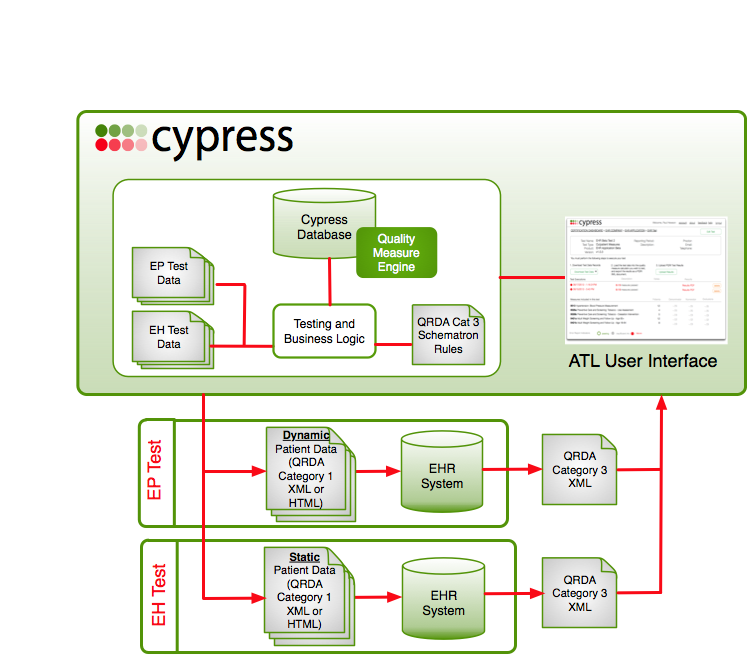 cypress
Cypress
Database
Quality
Measure
Engine
EP Test
Data
EH Test
Data
Testing and
Business Logic
QRDA Cat 3
Schematron
Rules
cypress
ATL User Interface
EP Test
Dynamic
Patient Data
(QRDA
Category 1
XML or
HTML)
EHR
System
QRDA
Category 3
XML
EH Test
Static
Patient Data
(QRDA
Category 1
XML or
HTML)
EHR
System
QRDA
Category 3
XML